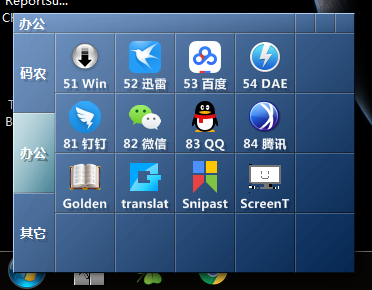 Reportsu...
办公
码农
51 Win
52 迅雷
53 百度
54 DAE
办公
81 钉钉
82 微信
83 QQ
84 腾讯
Golden
translat
Snipast
ScreenT
其它